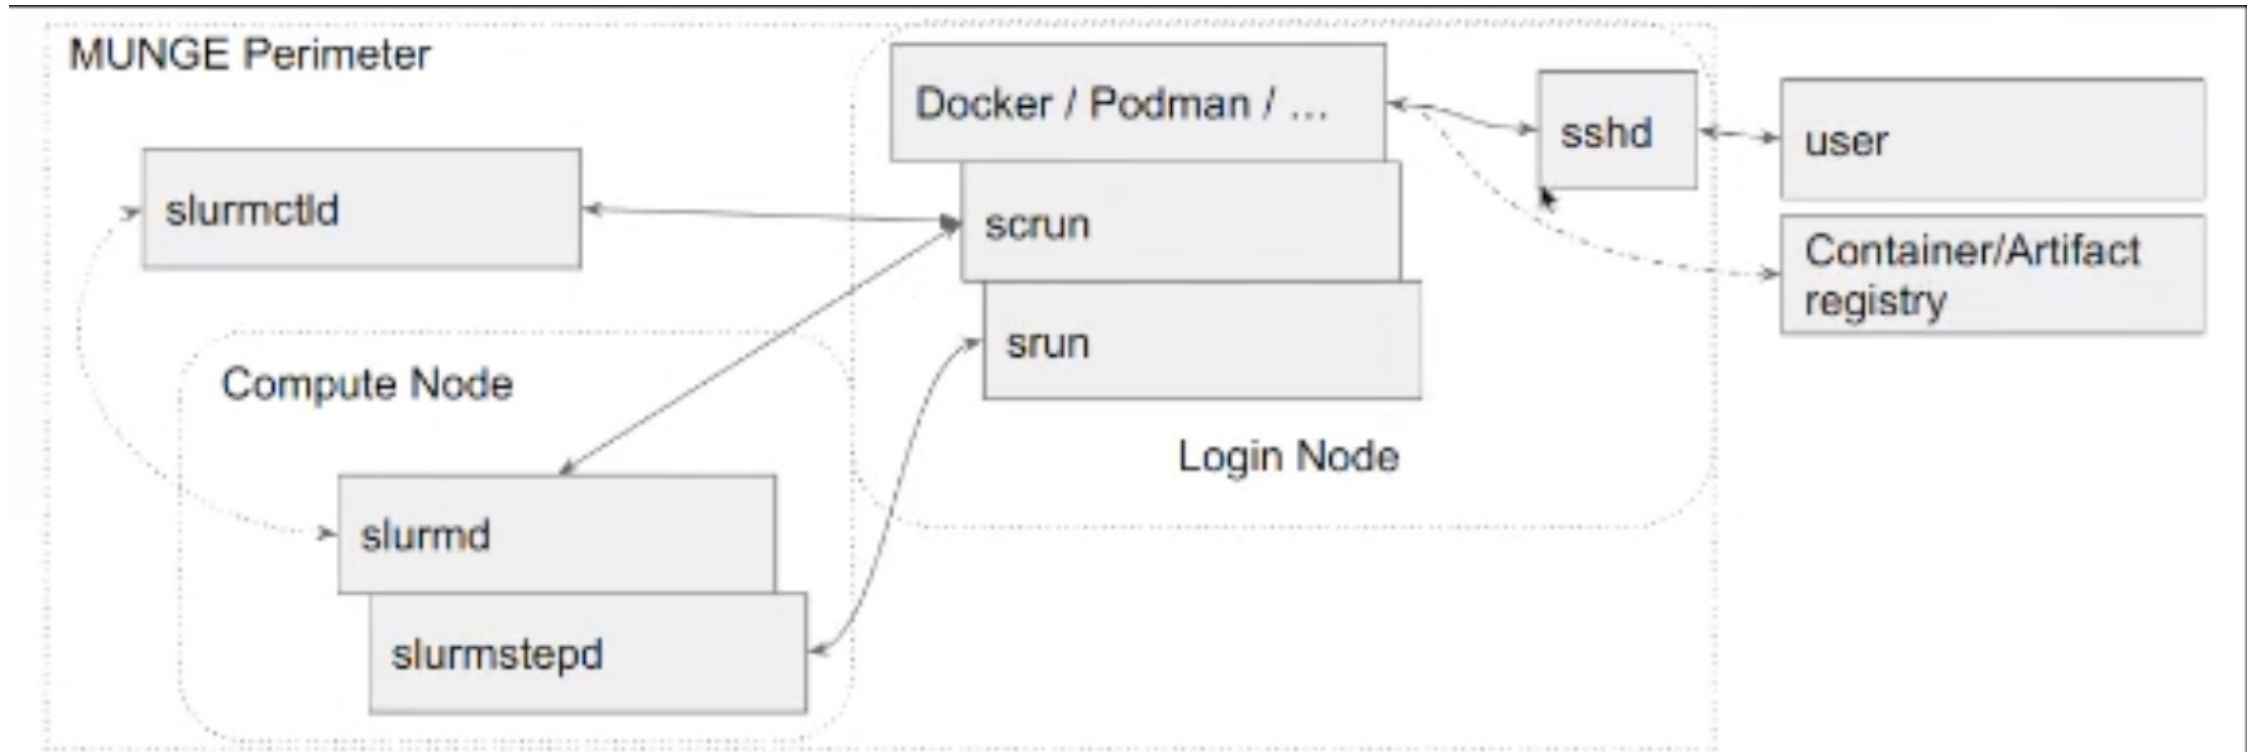 MUNGE Perimeter
Docker / Podman / ...
sshd
user
slurmctld
scrun
Container/Artifact
registry
srun
Compute Node
Login Node
slurmd
slurmstepd